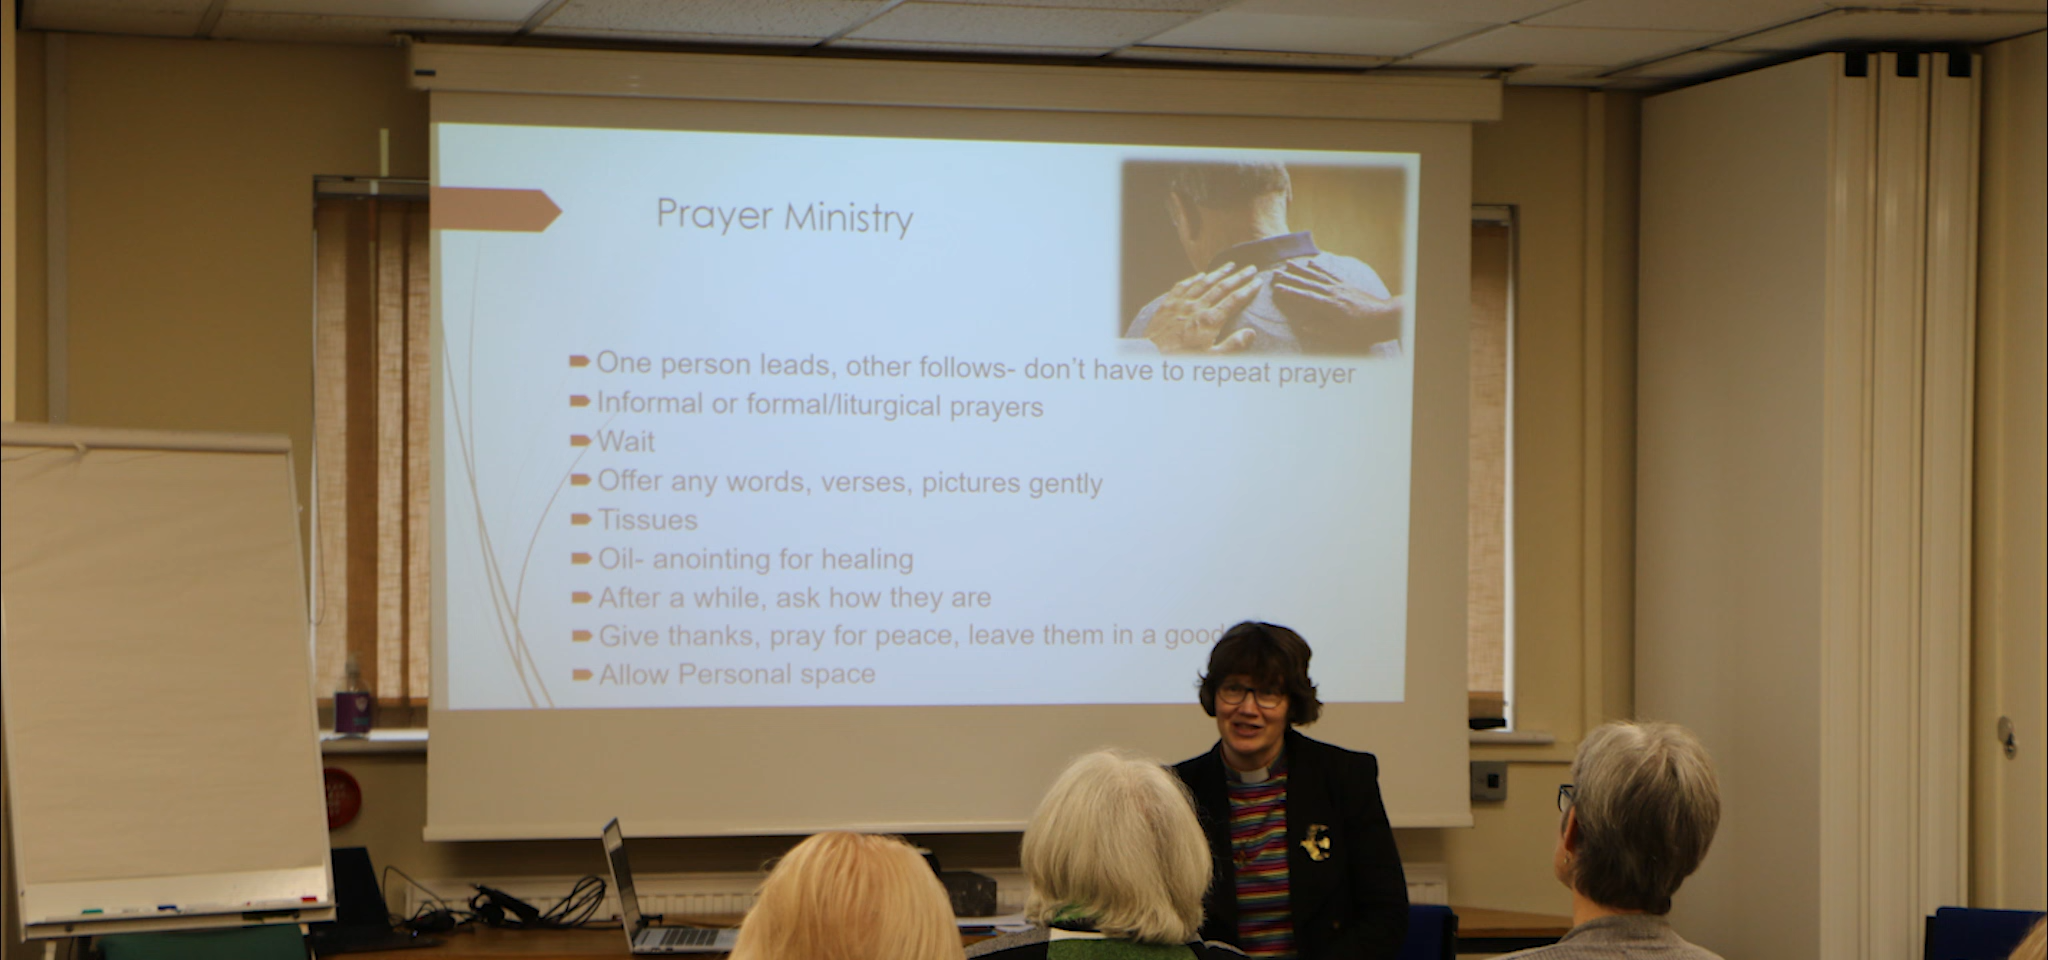 Prayer Ministry
One person leads, other follows- don't have to repeat prayer
Informal or formal/liturgical prayers
Wait
Offer any words, verses, pictures gently
Tissues
Oil- anointing for healing
After a while, ask how they are
Give thanks, pray for peace, leave them in a good
Allow Personal space